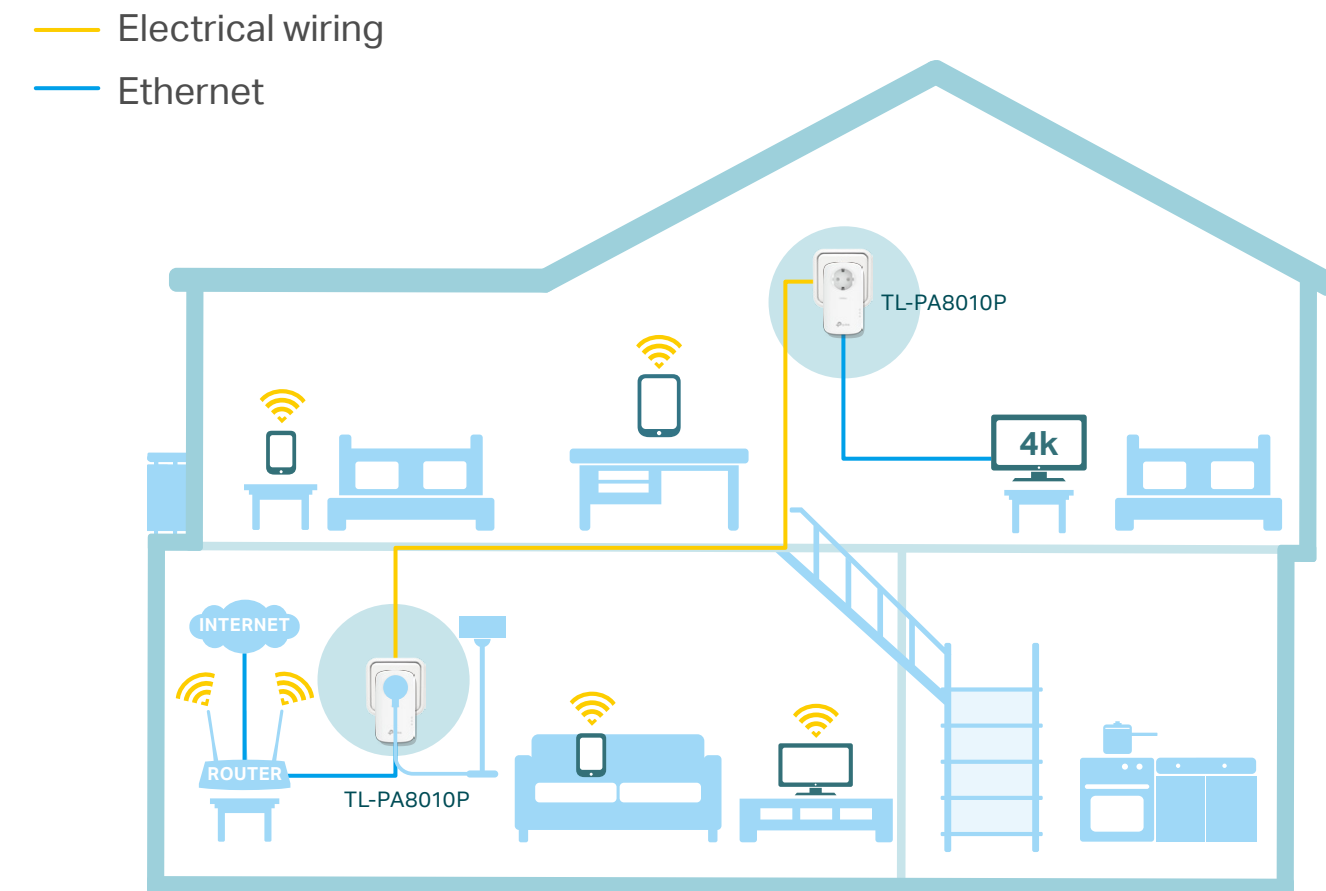 Electrical wiring
Ethernet
TL-PA8010P
4k
INTERNET
ROUTER
TL-PA8010P